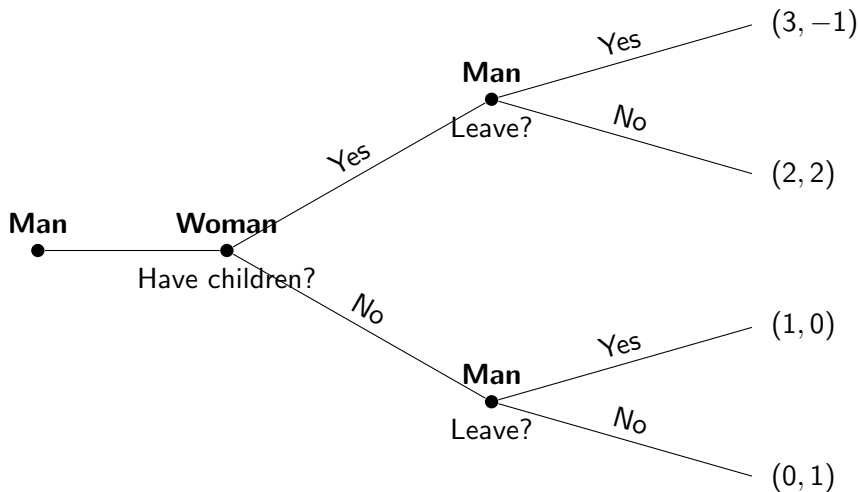 Man
Woman
Have children?
Yes
No
Man
Leave?
Yes
(3, −1)
No
(2, 2)
Man
Leave?
Yes
(1, 0)
No
(0, 1)